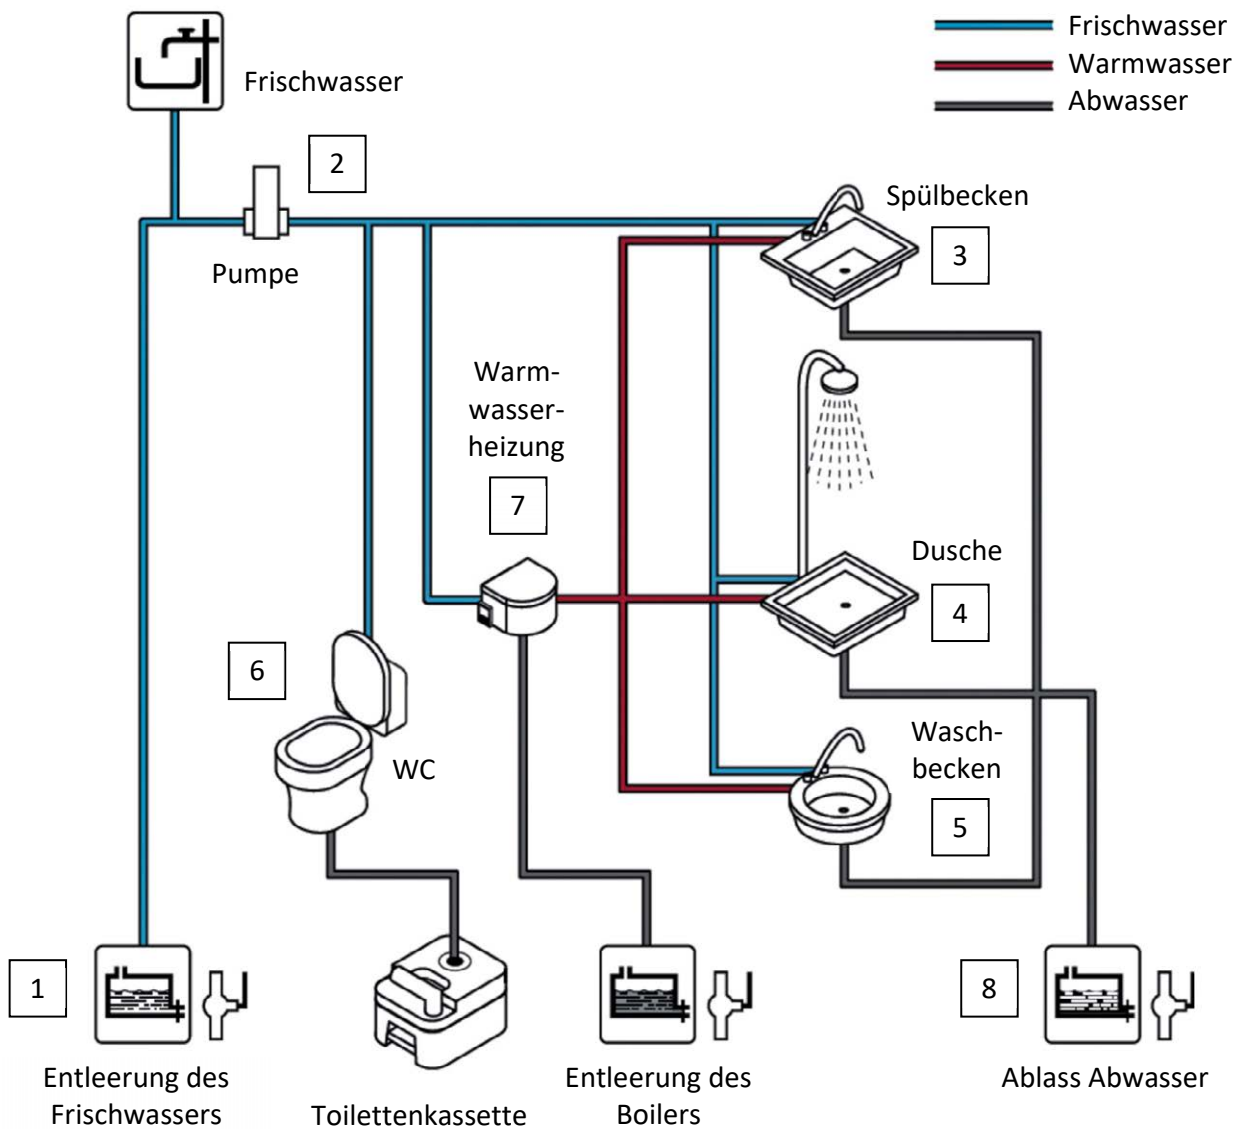 Frischwasser
Warmwasser
Abwasser
Frischwasser
2
Pumpe
Spülbecken
3
Warm-
wasser-
heizung
7
Dusche
4
6
WC
Wasch-
becken
5
1
8
Entleerung des
Frischwassers
Toilettenkassette
Entleerung des
Boilers
Ablass Abwasser